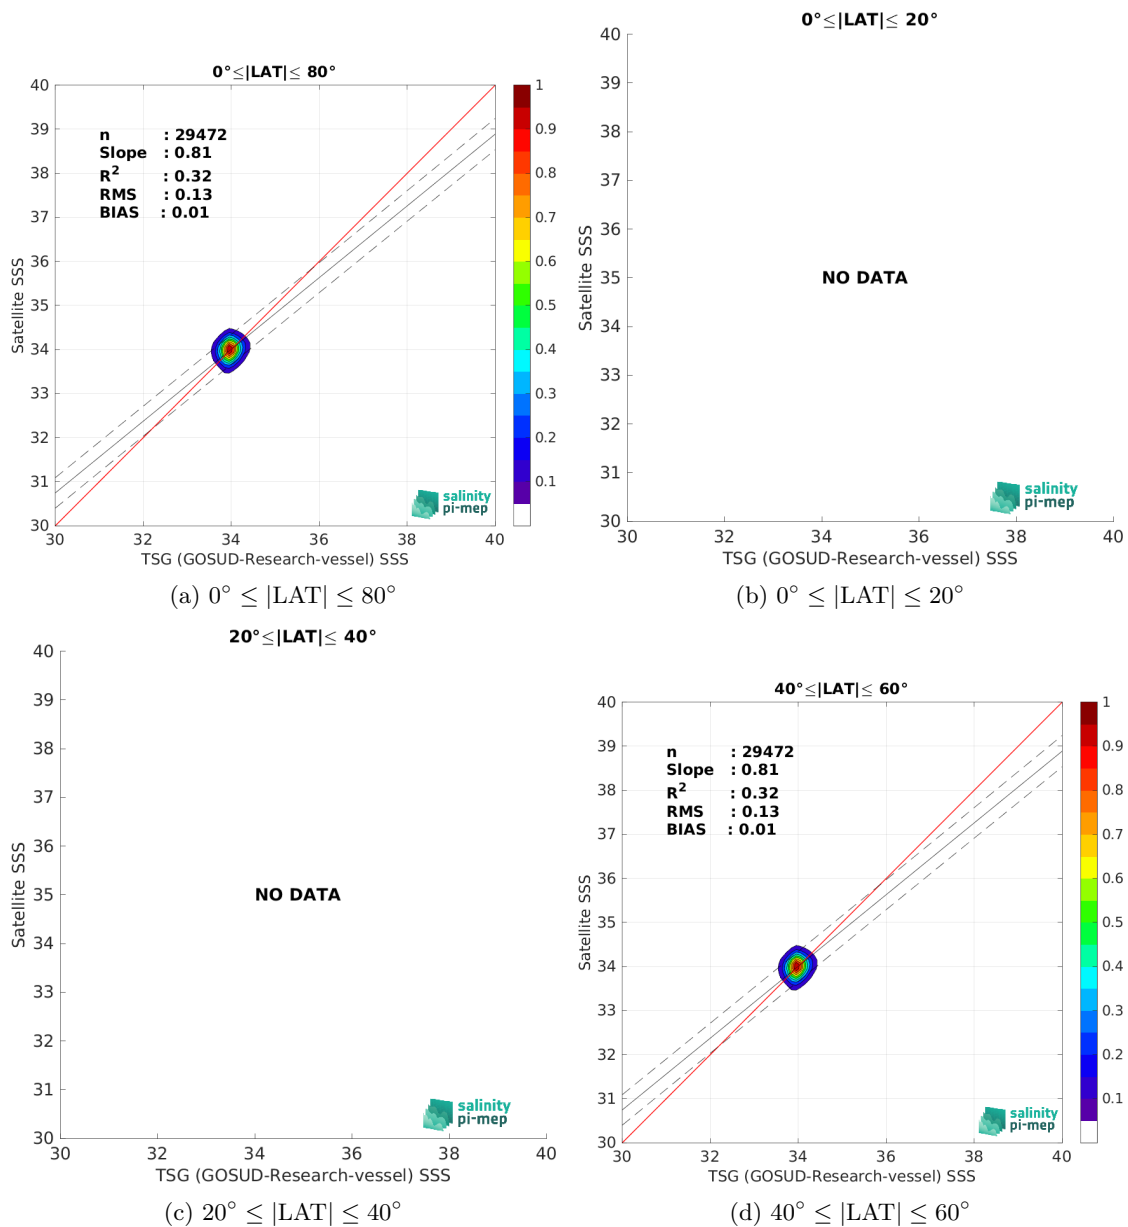 0°≤|LAT|≤ 80°
n : 29472
Slope : 0.81
R² : 0.32
RMS : 0.13
BIAS : 0.01
40
39
38
37
36
35
34
33
32
31
30
Satellite SSS
30 32 34 36 38 40
TSG (GOSUD-Research-vessel) SSS
1
0.9
0.8
0.7
0.6
0.5
0.4
0.3
0.2
0.1
salinity
pi-mep
(a) 0° ≤ |LAT| ≤ 80°
0°≤|LAT|≤ 20°
40
39
38
37
36
35
34
33
32
31
30
Satellite SSS
NO DATA
salinity
pi-mep
30 32 34 36 38 40
TSG (GOSUD-Research-vessel) SSS
(b) 0° ≤ |LAT| ≤ 20°
20°≤|LAT|≤ 40°
40
39
38
37
36
35
34
33
32
31
30
Satellite SSS
NO DATA
salinity
pi-mep
30 32 34 36 38 40
TSG (GOSUD-Research-vessel) SSS
(c) 20° ≤ |LAT| ≤ 40°
40°≤|LAT|≤ 60°
n : 29472
Slope : 0.81
R² : 0.32
RMS : 0.13
BIAS : 0.01
40
39
38
37
36
35
34
33
32
31
30
Satellite SSS
30 32 34 36 38 40
TSG (GOSUD-Research-vessel) SSS
1
0.9
0.8
0.7
0.6
0.5
0.4
0.3
0.2
0.1
salinity
pi-mep
(d) 40° ≤ |LAT| ≤ 60°